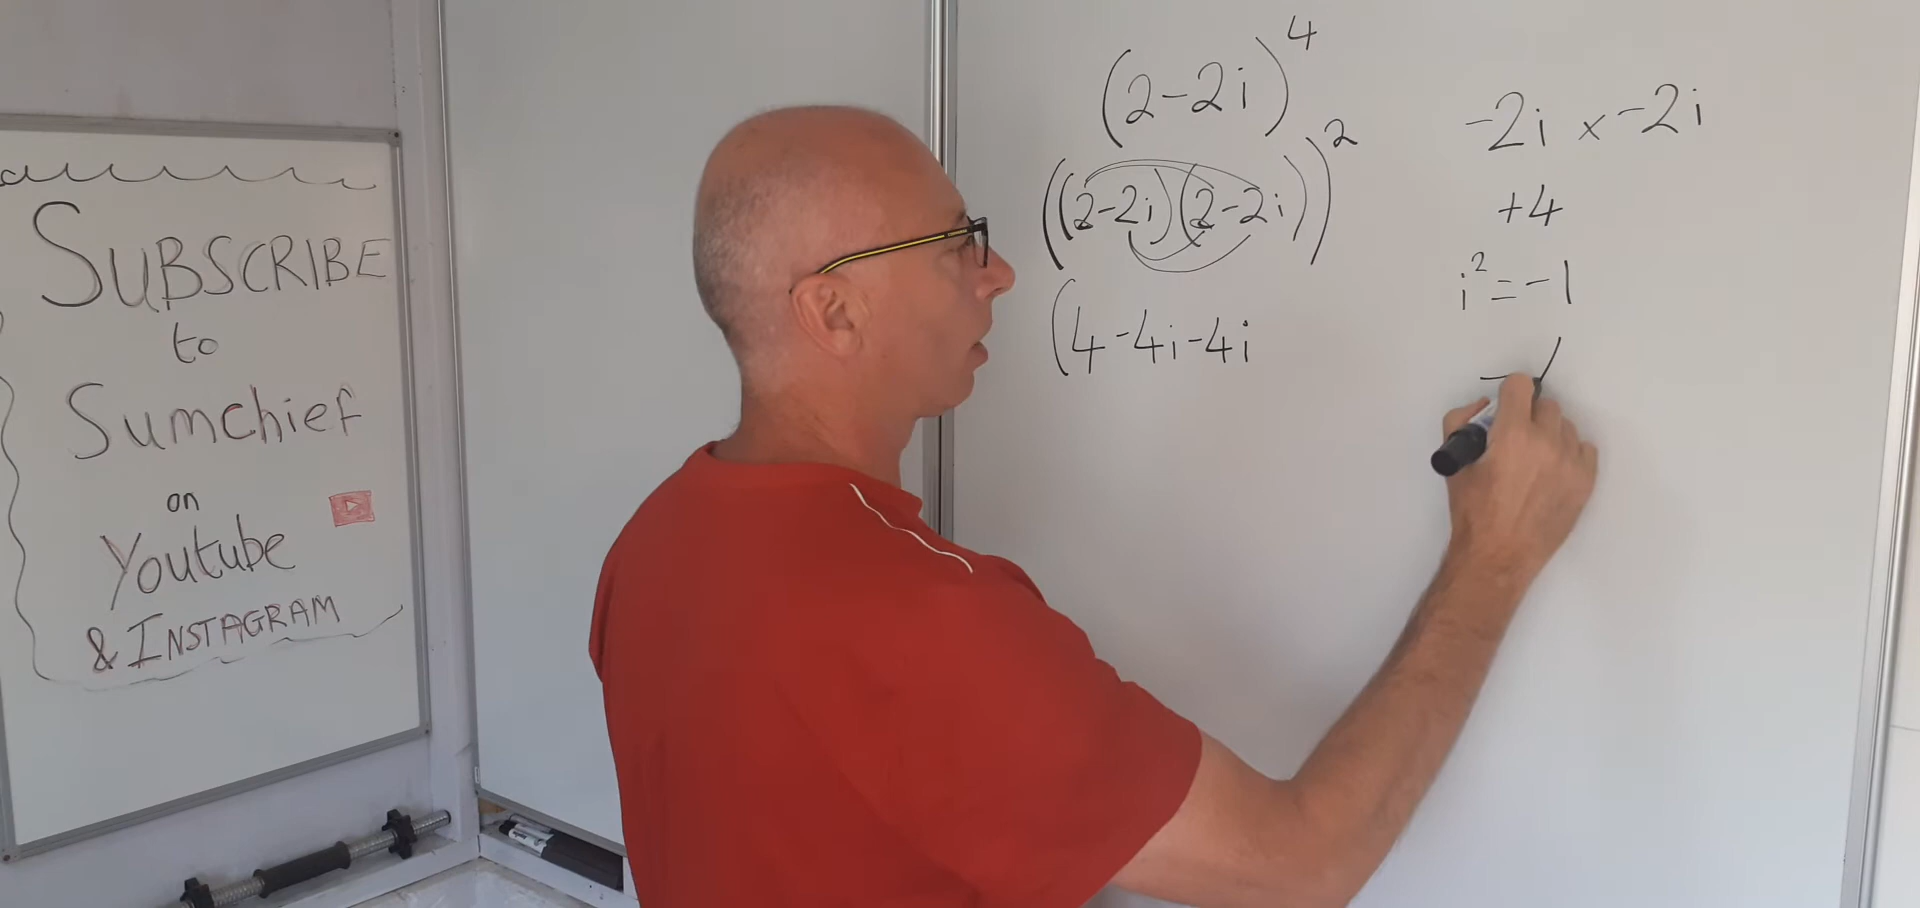 SUBSCRIBE
to
Sumchief
on
Youtube
& INSTAGRAM
(2-2i)⁴
((2-2i)(2-2i))²
(4-4i-4i
-2i × -2i
+4
i²=-1
-